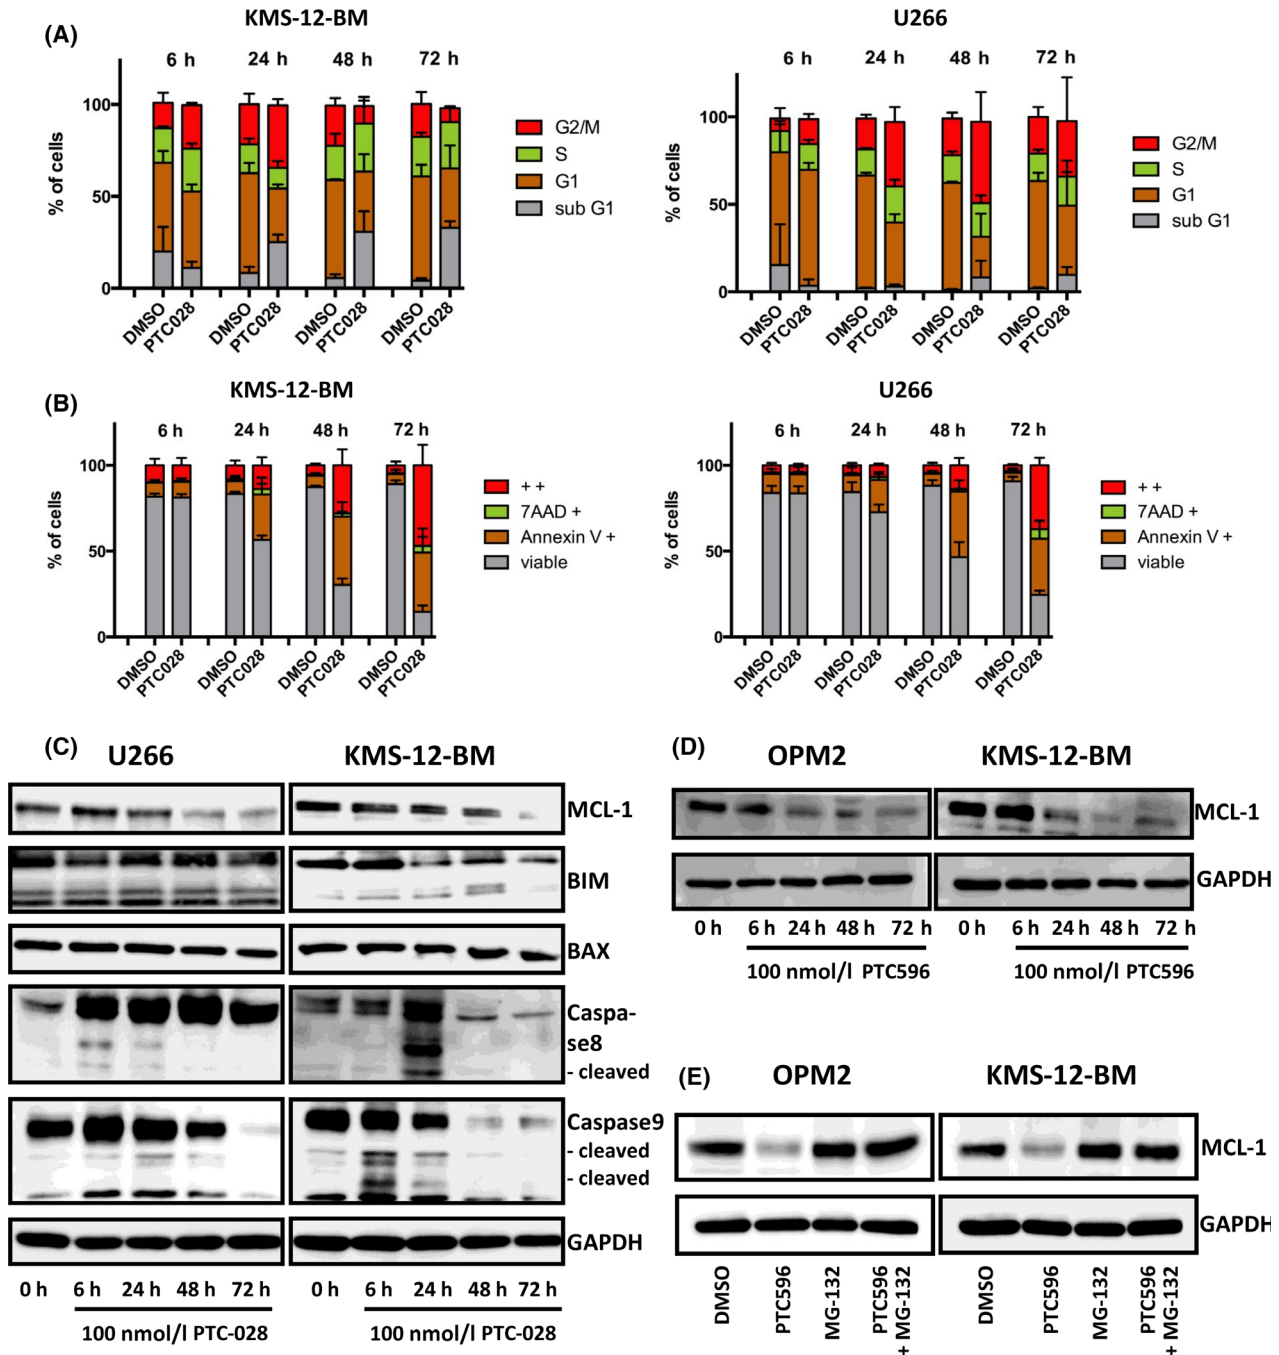 (A)
KMS-12-BM
U266
6 h 24 h 48 h 72 h
6 h 24 h 48 h 72 h
% of cells
100
50
0
DMSO PTC028 DMSO PTC028 DMSO PTC028 DMSO PTC028
G2/M
S
G1
sub G1
% of cells
100
50
0
DMSO PTC028 DMSO PTC028 DMSO PTC028 DMSO PTC028
G2/M
S
G1
sub G1
(B)
KMS-12-BM
U266
6 h 24 h 48 h 72 h
6 h 24 h 48 h 72 h
% of cells
100
50
0
DMSO PTC028 DMSO PTC028 DMSO PTC028 DMSO PTC028
+ +
7AAD +
Annexin V +
viable
% of cells
100
50
0
DMSO PTC028 DMSO PTC028 DMSO PTC028 DMSO PTC028
+ +
7AAD +
Annexin V +
viable
(C)
U266
KMS-12-BM
MCL-1
BIM
BAX
Caspa-
se8
- cleaved
Caspase9
- cleaved
- cleaved
GAPDH
0 h 6 h 24 h 48 h 72 h
0 h 6 h 24 h 48 h 72 h
100 nmol/l PTC-028
100 nmol/l PTC-028
(D)
OPM2
KMS-12-BM
MCL-1
GAPDH
0 h 6 h 24 h 48 h 72 h
0 h 6 h 24 h 48 h 72 h
100 nmol/l PTC596
100 nmol/l PTC596
(E)
OPM2
KMS-12-BM
MCL-1
GAPDH
DMSO
PTC596
MG-132
PTC596
+ MG-132
DMSO
PTC596
MG-132
PTC596
+ MG-132